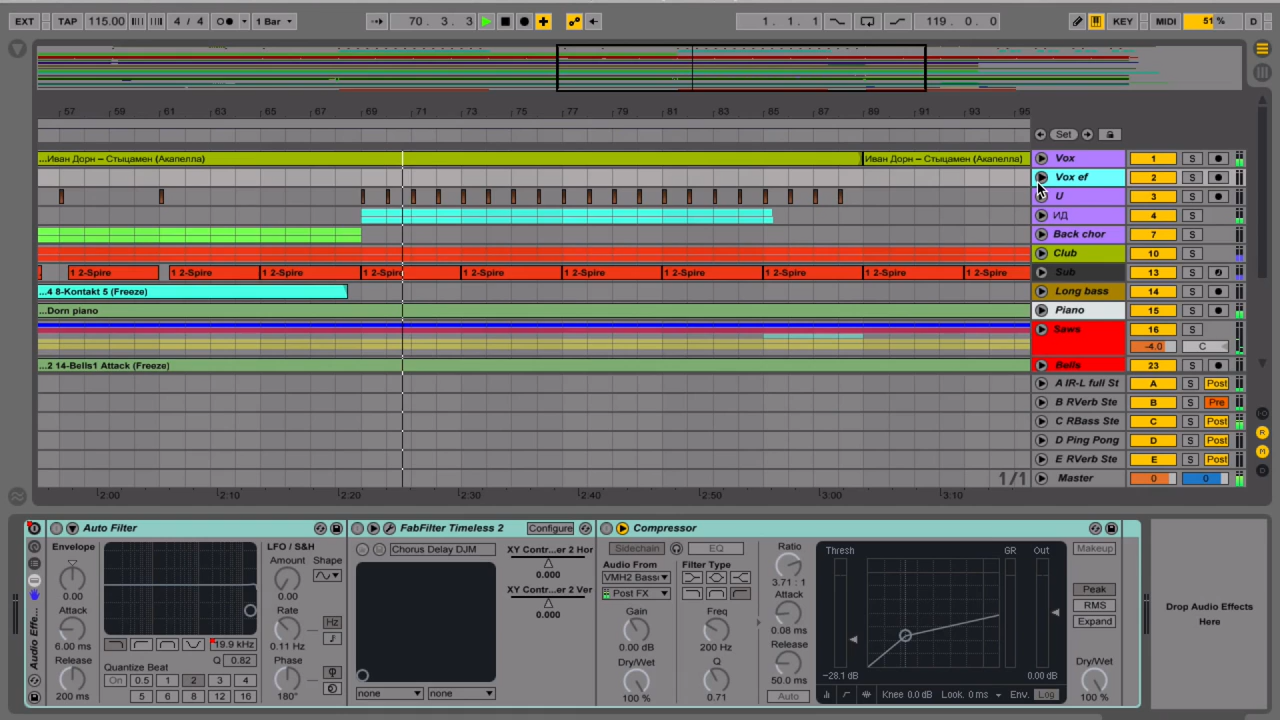 EXT TAP 115.00 4 / 4 1 Bar 70 . 3 . 3 1 . 1 . 1 119 . 0 . 0 KEY MIDI 51 % D
57 59 61 63 65 67 69 71 73 75 77 79 81 83 85 87 89 91 93 95
Set
...Иван Дорн – Стыцамен (Акапелла) Иван Дорн – Стыцамен (Акапелла) Vox 1 S
Vox ef 2 S
U 3 S
ИД 4 S
Back chor 7 S
Club 10 S
1 2-Spire 1 2-Spire 1 2-Spire 1 2-Spire 1 2-Spire 1 2-Spire 1 2-Spire 1 2-Spire 1 2-Spire 1 2-Spire Sub 13 S
...4 8-Kontakt 5 (Freeze) Long bass 14 S
...Dorn piano Piano 15 S
Saws 16 S
-4.0 C
...2 14-Bells1 Attack (Freeze) Bells 23 S
A IR-L full St A S Post
B RVerb Ste B S Pre
C RBass Ste C S Post
D Ping Pong D S Post
E RVerb Ste E S Post
1/1 Master 0 0
2:00 2:10 2:20 2:30 2:40 2:50 3:00 3:10
Auto Filter FabFilter Timeless 2 Configure Compressor
Envelope LFO / S&H Chorus Delay DJM XY Contr...er 2 Hor Sidechain EQ Ratio Thresh GR Out Makeup
Amount Shape Audio From Filter Type
0.00 0.00 0.000 VMH2 Bass 3.71 : 1
Attack Rate Hz XY Contr...er 2 Ver Post FX Attack Peak
Gain Freq RMS
6.00 ms 19.9 kHz 0.11 Hz 0.000 0.08 ms Expand
Release Q 0.82 Phase 0.00 dB 200 Hz Release
Quantize Beat Dry/Wet Q Dry/Wet
On 0.5 1 2 3 4 50.0 ms -28.1 dB 0.00 dB
200 ms 5 6 8 12 16 180° none none 100 % 0.71 Auto Knee 0.0 dB Look. 0 ms Env. Log 100 %
Audio Effe...
Drop Audio Effects
Here